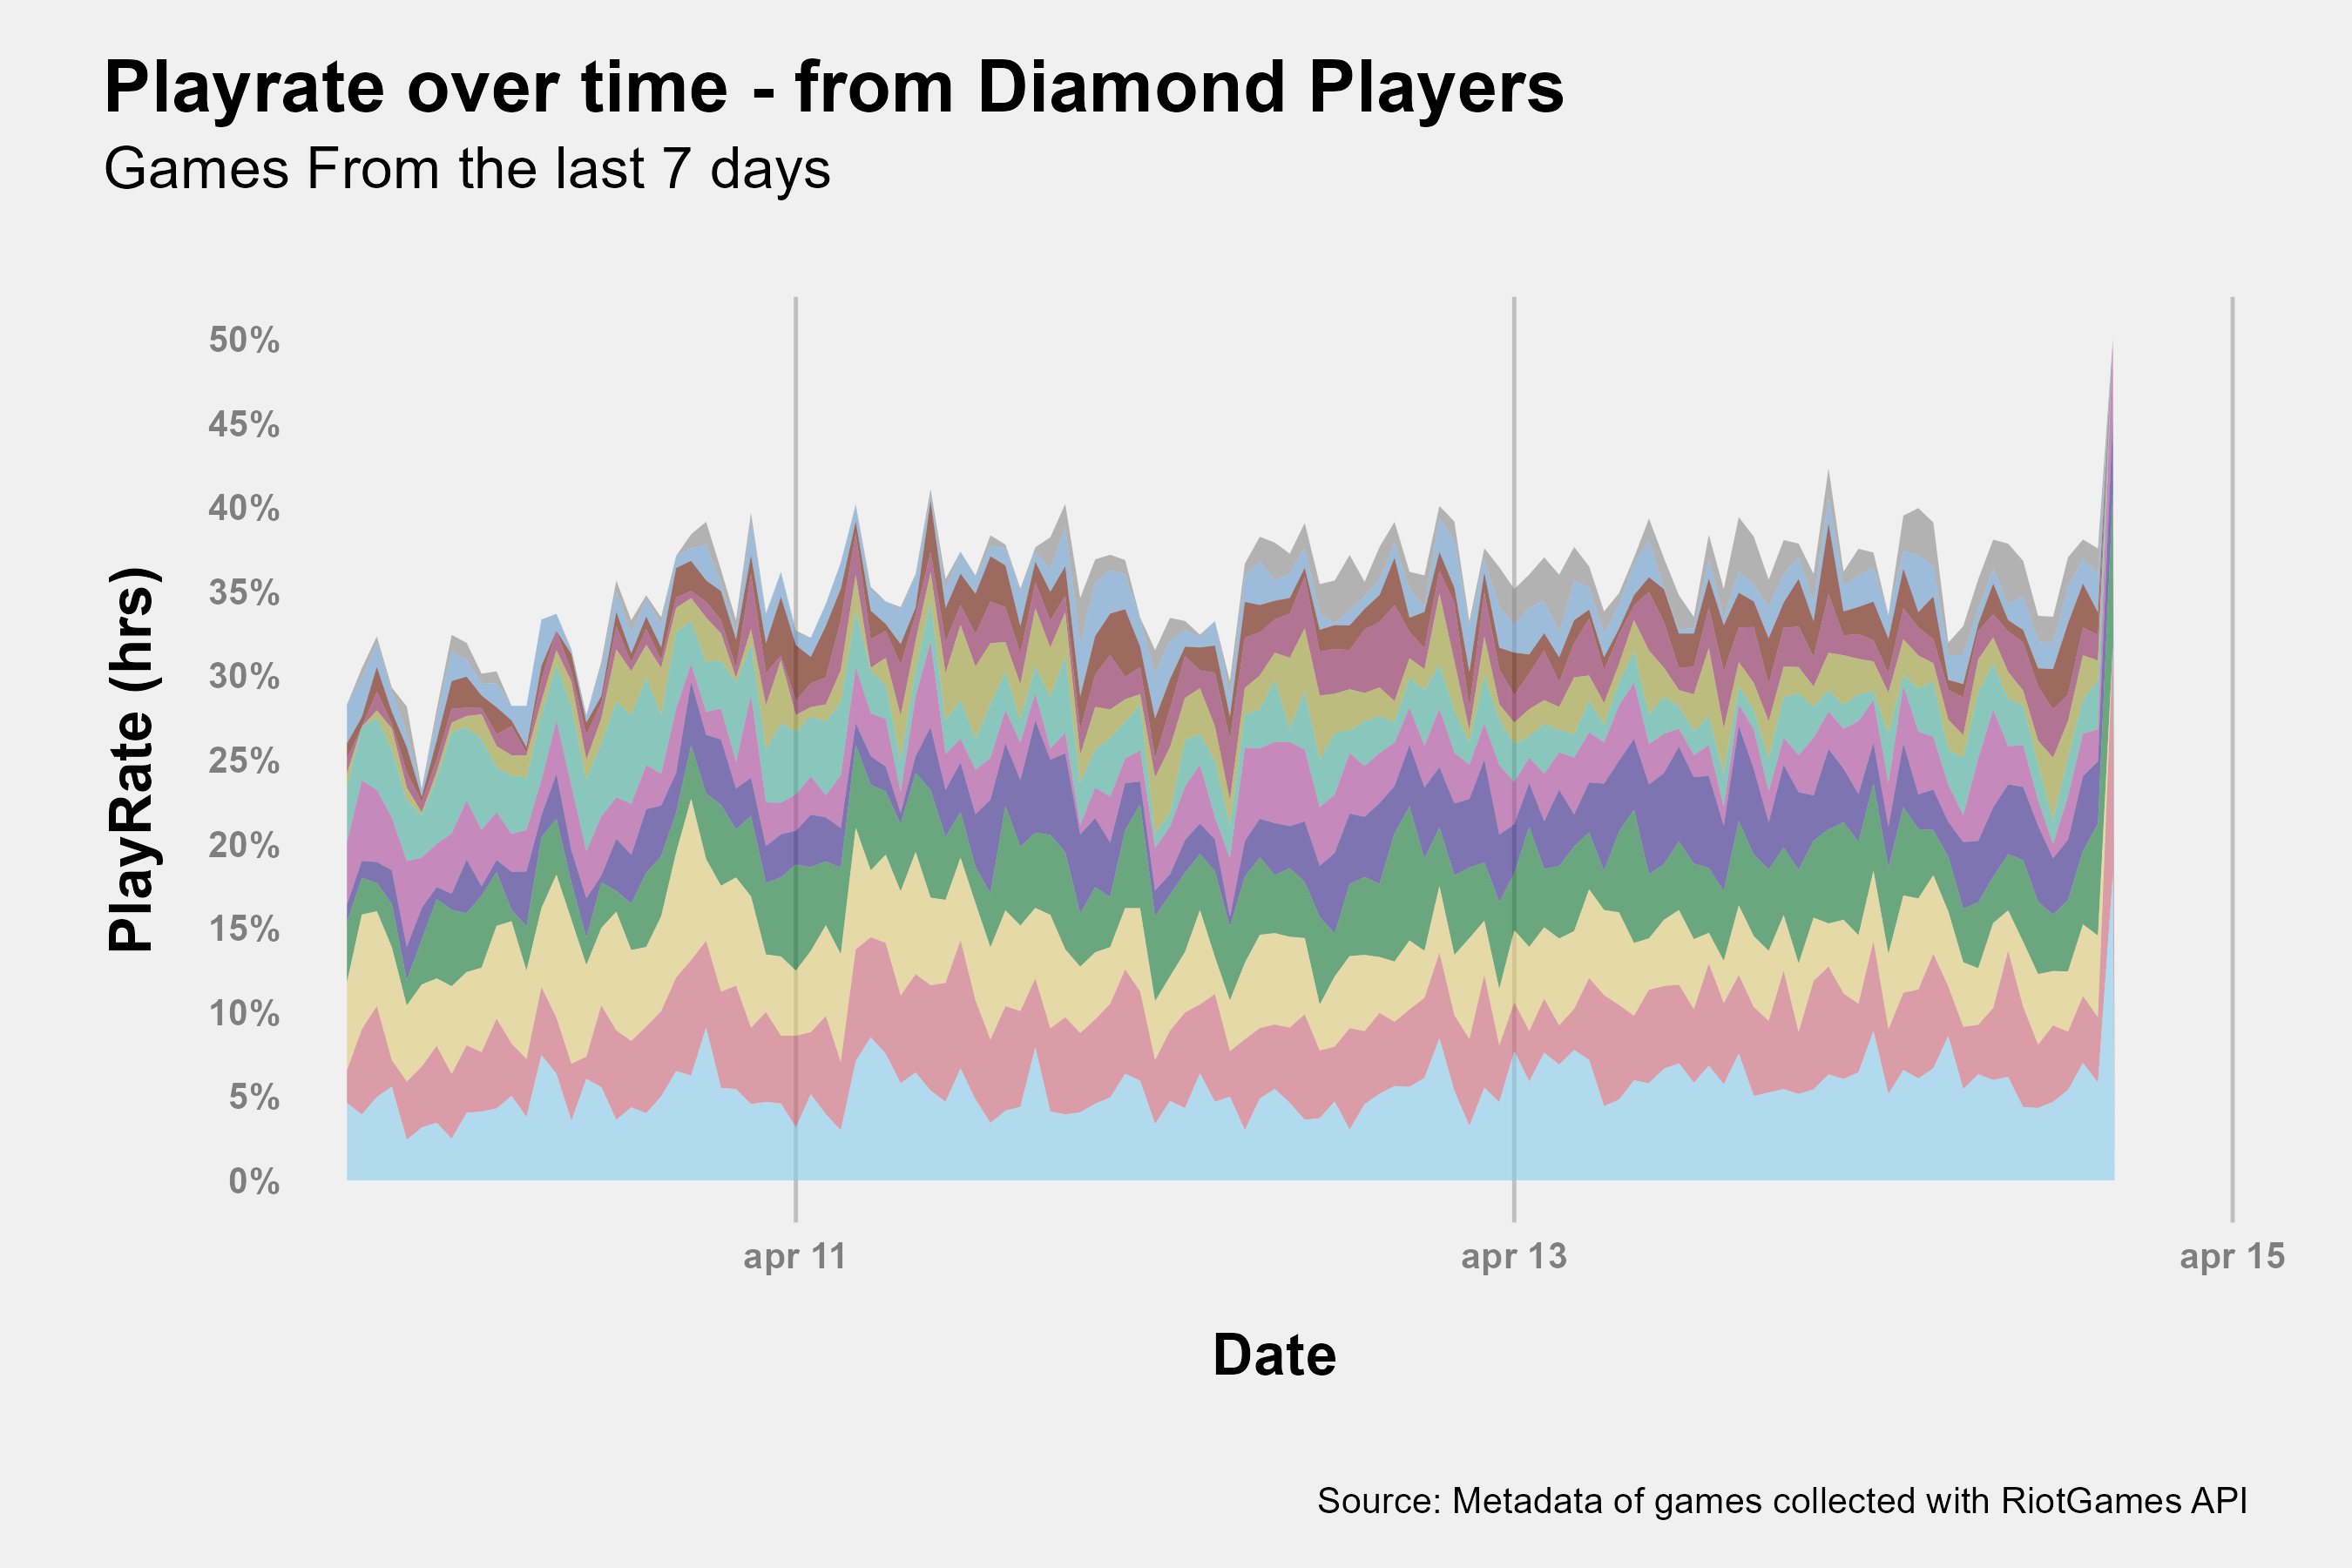 Playrate over time - from Diamond Players
Games From the last 7 days
50%
45%
40%
35%
30%
25%
20%
15%
10%
5%
0%
PlayRate (hrs)
apr 11
apr 13
apr 15
Date
Source: Metadata of games collected with RiotGames API